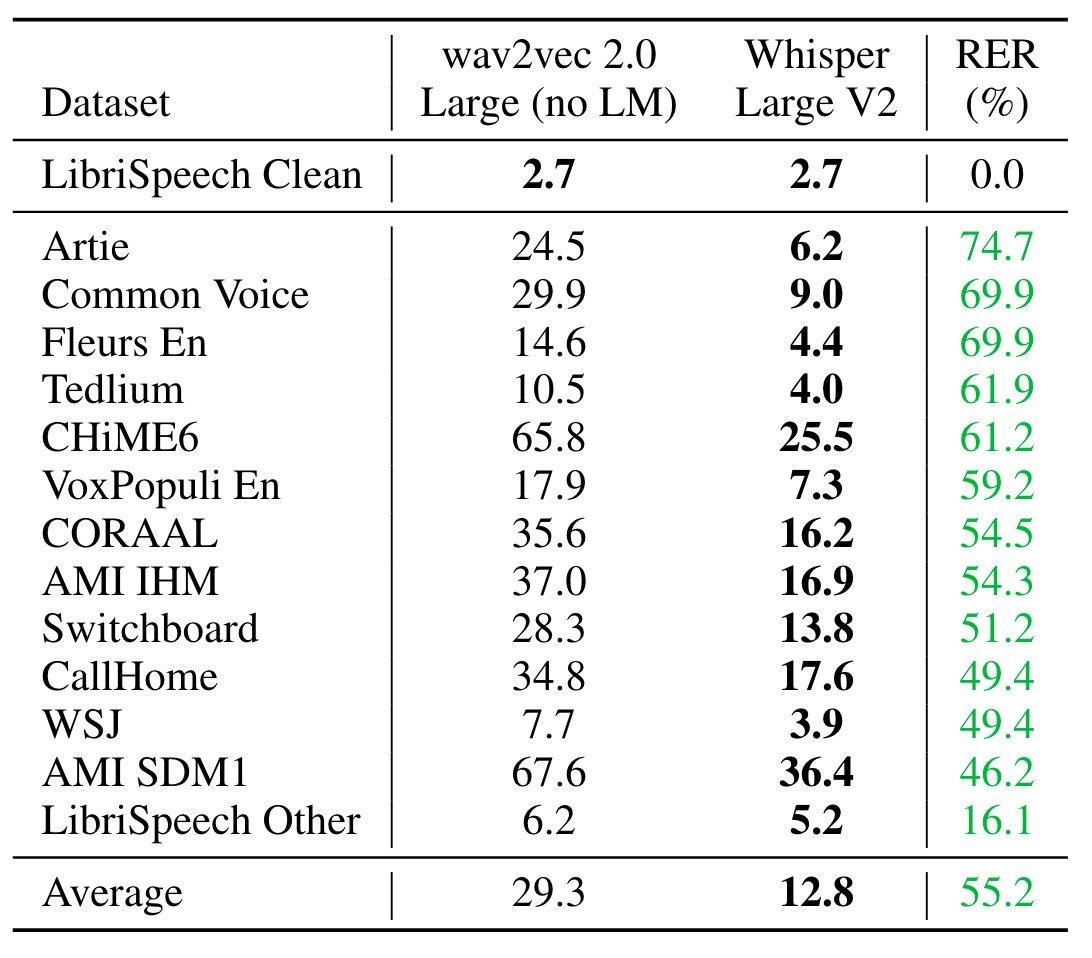 Dataset wav2vec 2.0 Large (no LM) Whisper Large V2 RER (%)
LibriSpeech Clean 2.7 2.7 0.0
Artie 24.5 6.2 74.7
Common Voice 29.9 9.0 69.9
Fleurs En 14.6 4.4 69.9
Tedlium 10.5 4.0 61.9
CHiME6 65.8 25.5 61.2
VoxPopuli En 17.9 7.3 59.2
CORAAL 35.6 16.2 54.5
AMI IHM 37.0 16.9 54.3
Switchboard 28.3 13.8 51.2
CallHome 34.8 17.6 49.4
WSJ 7.7 3.9 49.4
AMI SDM1 67.6 36.4 46.2
LibriSpeech Other 6.2 5.2 16.1
Average 29.3 12.8 55.2